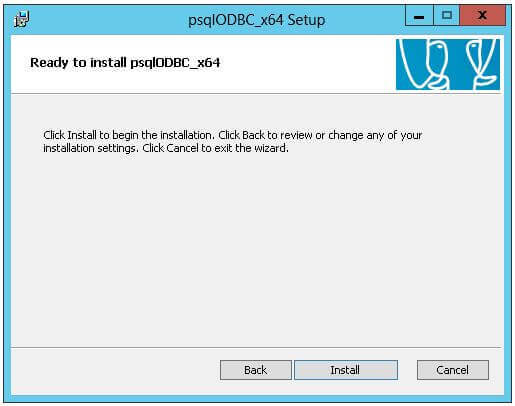 psqlODBC_x64 Setup
Ready to install psqlODBC_x64
Click Install to begin the installation. Click Back to review or change any of your
installation settings. Click Cancel to exit the wizard.
Back
Install
Cancel